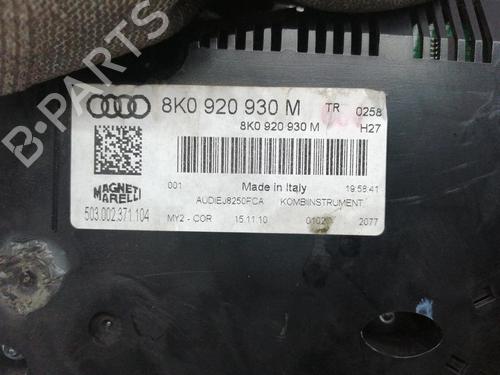 B-PARTS
8K0 920 930 M TR 0258
8K0 920 930 M H27
MAGNETI MARELLI
001 Made in Italy 19:58:41
AUDIEJ8250FCA KOMBIINSTRUMENT
503.002.371.104
MY2 - COR 15.11.10 2077